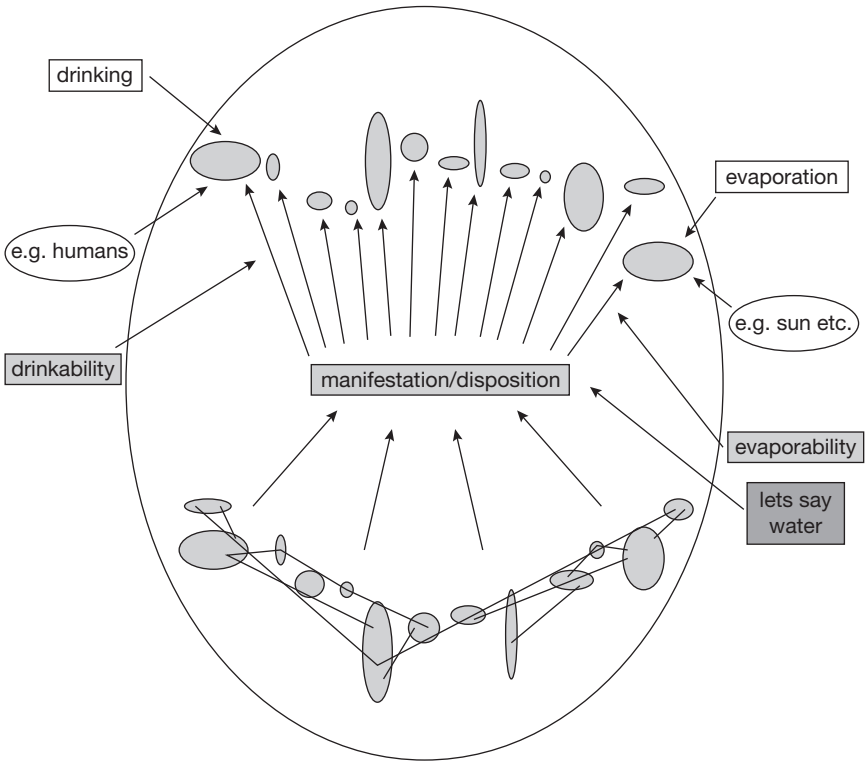 drinking
evaporation
e.g. humans
e.g. sun etc.
drinkability
manifestation/disposition
evaporability
lets say
water